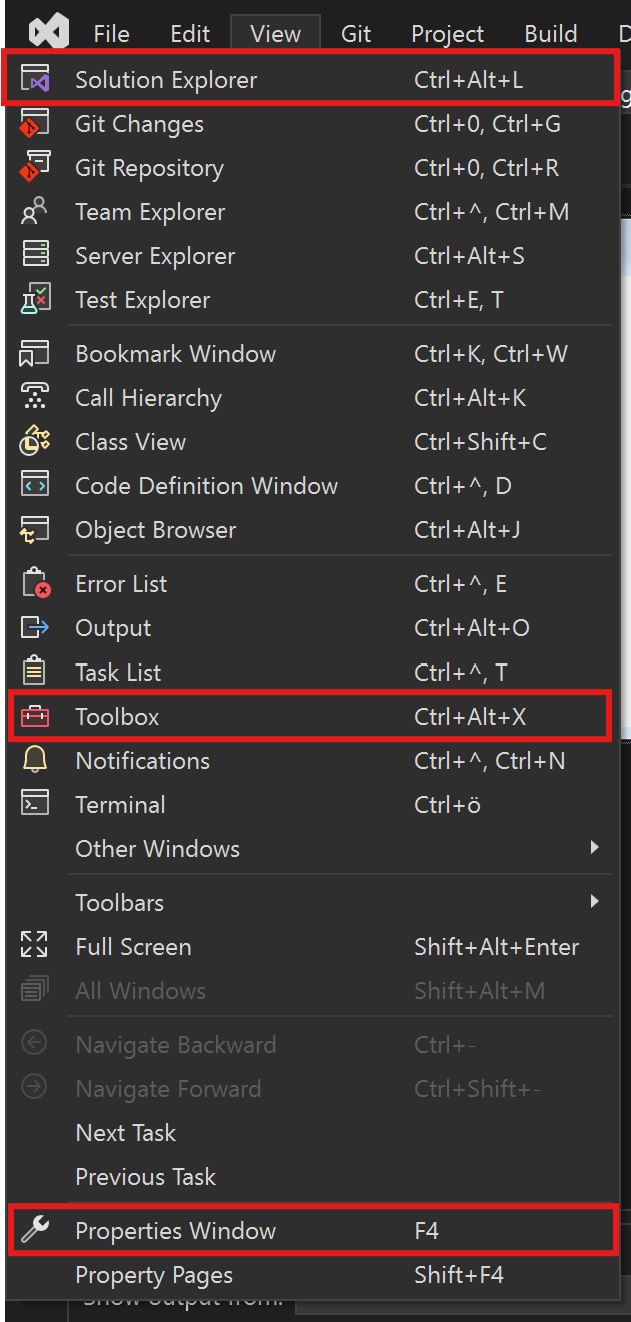 File Edit View Git Project Build D
Solution Explorer Ctrl+Alt+L
Git Changes Ctrl+0, Ctrl+G
Git Repository Ctrl+0, Ctrl+R
Team Explorer Ctrl+^, Ctrl+M
Server Explorer Ctrl+Alt+S
Test Explorer Ctrl+E, T
Bookmark Window Ctrl+K, Ctrl+W
Call Hierarchy Ctrl+Alt+K
Class View Ctrl+Shift+C
Code Definition Window Ctrl+^, D
Object Browser Ctrl+Alt+J
Error List Ctrl+^, E
Output Ctrl+Alt+O
Task List Ctrl+^, T
Toolbox Ctrl+Alt+X
Notifications Ctrl+^, Ctrl+N
Terminal Ctrl+ö
Other Windows
Toolbars
Full Screen Shift+Alt+Enter
All Windows Shift+Alt+M
Navigate Backward Ctrl+-
Navigate Forward Ctrl+Shift+-
Next Task
Previous Task
Properties Window F4
Property Pages Shift+F4
Show output from: